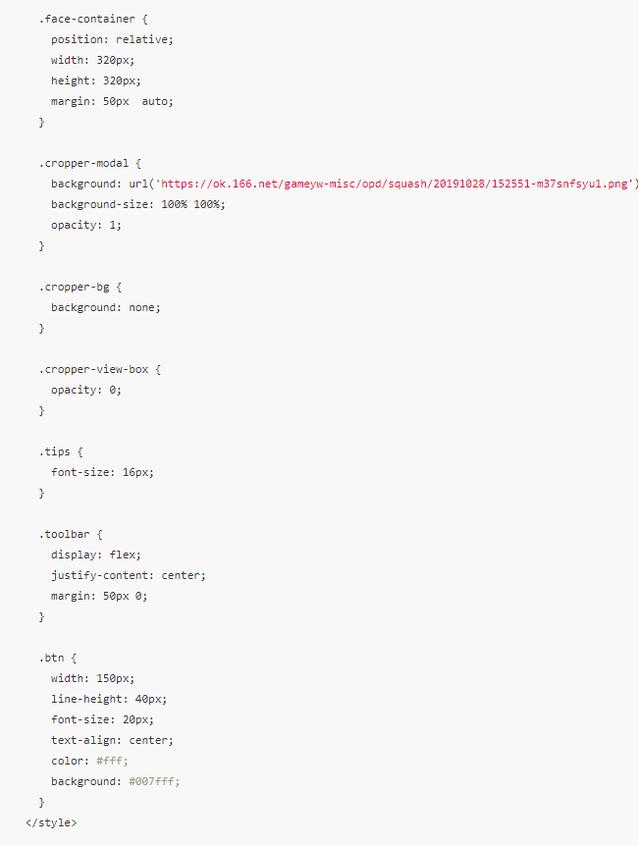 .face-container {
position: relative;
width: 320px;
height: 320px;
margin: 50px  auto;
}
.cropper-modal {
background: url('https://ok.166.net/gameyw-misc/opd/squash/20191028/152551-m37snfsyu1.png')
background-size: 100% 100%;
opacity: 1;
}
.cropper-bg {
background: none;
}
.cropper-view-box {
opacity: 0;
}
.tips {
font-size: 16px;
}
.toolbar {
display: flex;
justify-content: center;
margin: 50px 0;
}
.btn {
width: 150px;
line-height: 40px;
font-size: 20px;
text-align: center;
color: #fff;
background: #007fff;
}
</style>